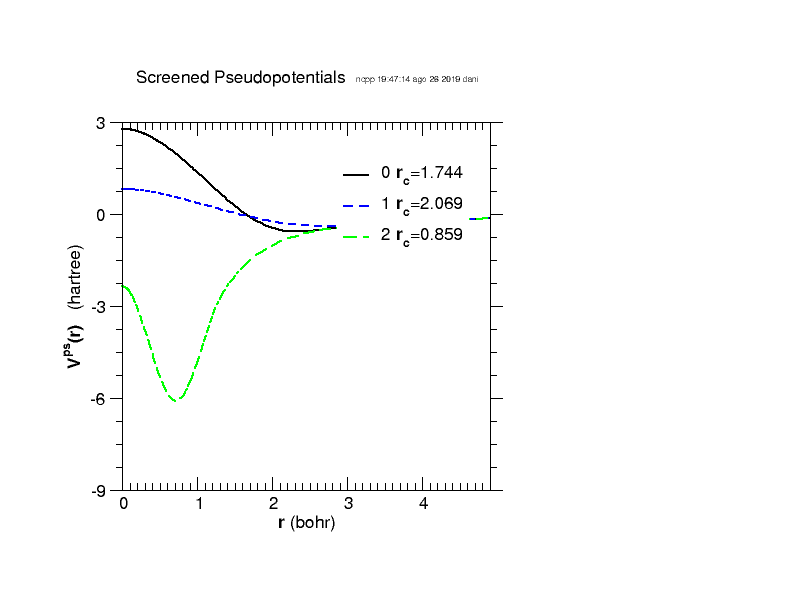 Screened Pseudopotentials ncpp 19:47:14 ago 26 2019 dani
3
0 rc=1.744
1 rc=2.069
0
2 rc=0.859
-3
Vps(r) (hartree)
-6
-9
0 1 2 3 4
r (bohr)